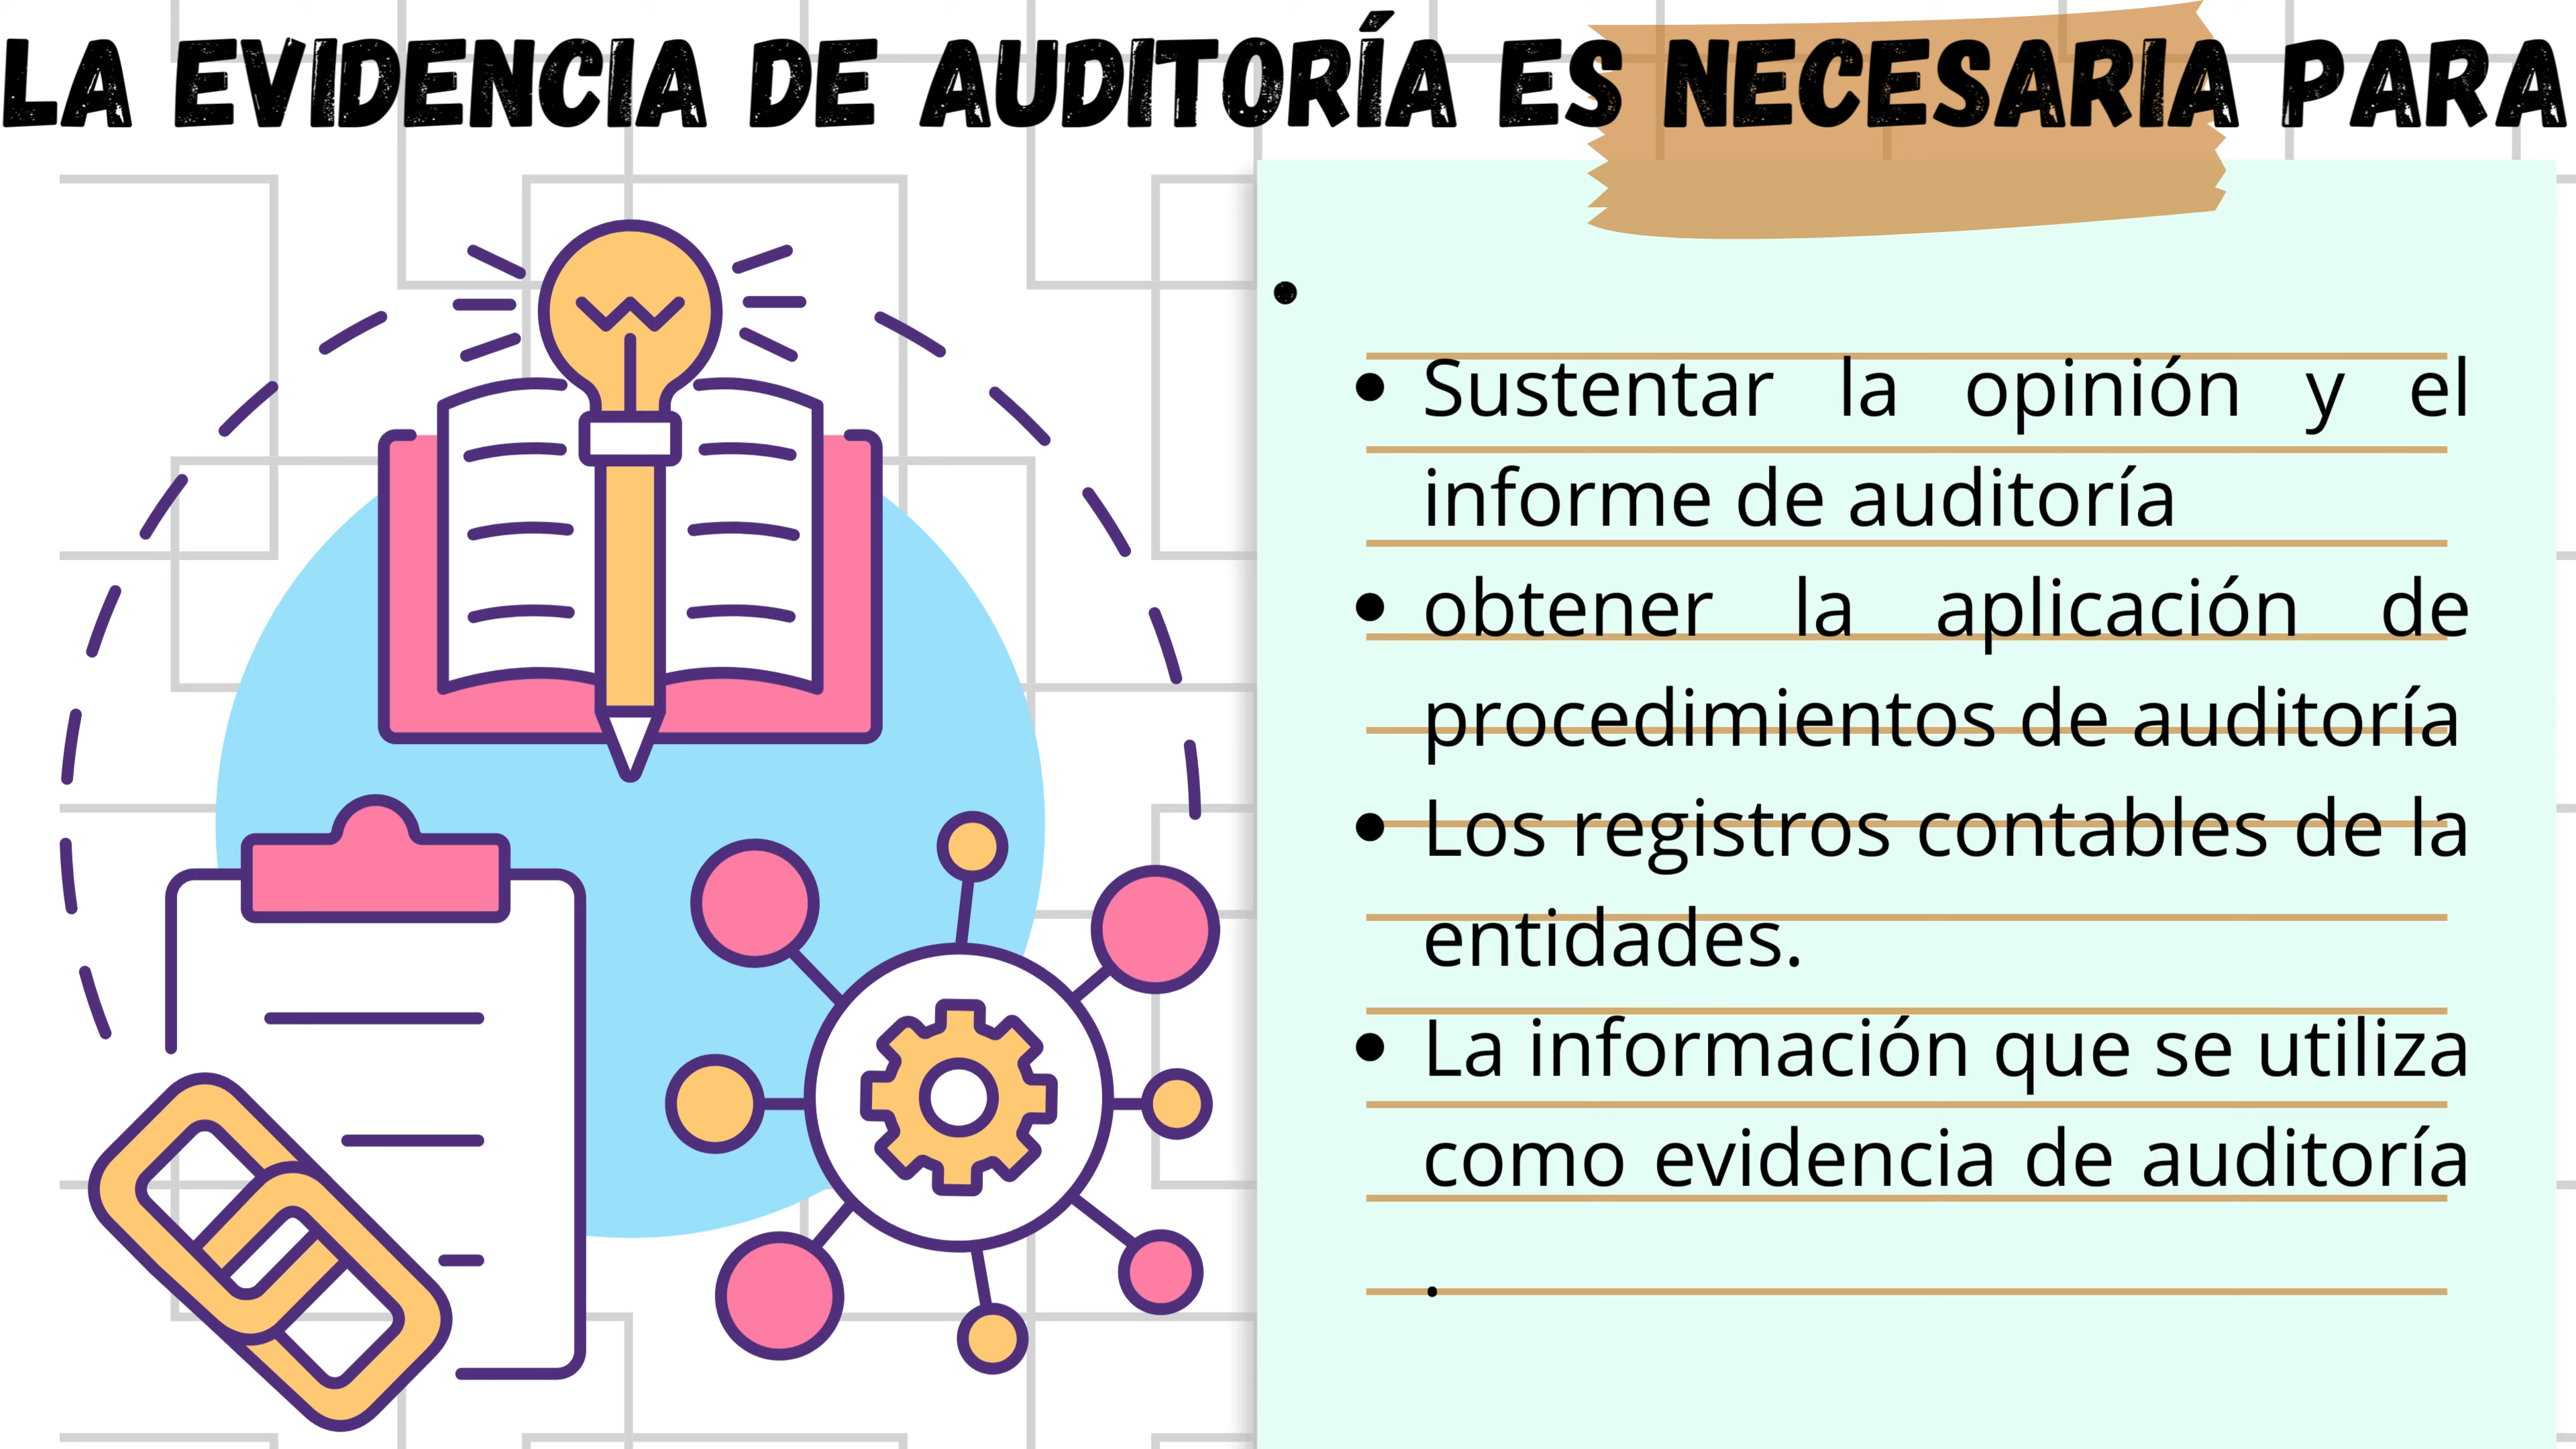 LA EVIDENCIA DE AUDITORÍA ES NECESARIA PARA
•
• Sustentar la opinión y el
informe de auditoría
• obtener la aplicación de
procedimientos de auditoría
• Los registros contables de la
entidades.
• La información que se utiliza
como evidencia de auditoría
.